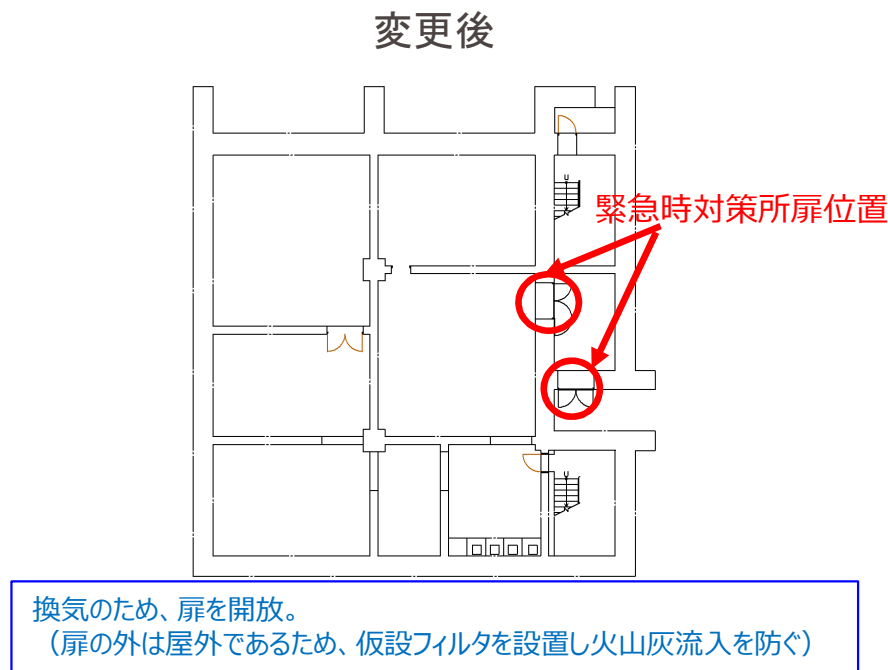 変更後
U
緊急時対策所扉位置
U
換気のため、扉を開放。
（扉の外は屋外であるため、仮設フィルタを設置し火山灰流入を防ぐ）